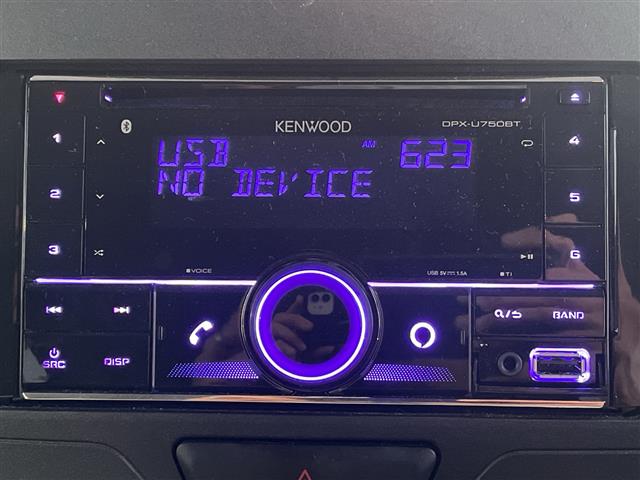 KENWOOD
DPX-U750BT
USB
AM
623
NO DEVICE
1
2
3
4
5
6
VOICE
USB 5V 1.5A
TI
BAND
SRC
DISP